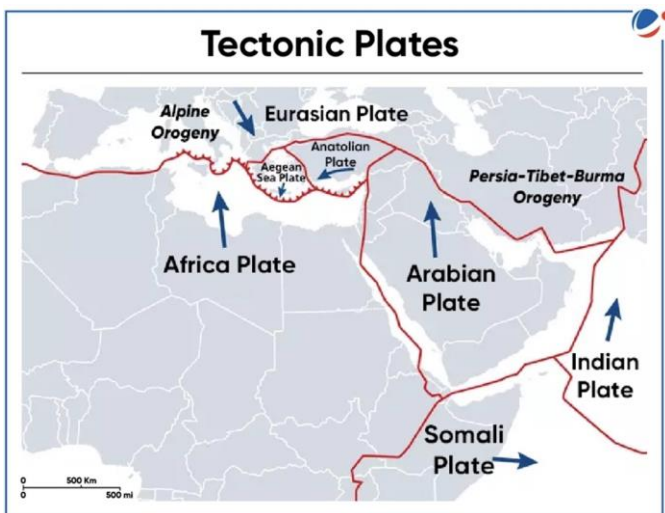 Tectonic Plates
Alpine
Orogeny
Eurasian Plate
Anatolian
Plate
Aegean
Sea Plate
Persia-Tibet-Burma
Orogeny
Africa Plate
Arabian
Plate
Indian
Plate
Somali
Plate
0 500 Km
0 500 mi